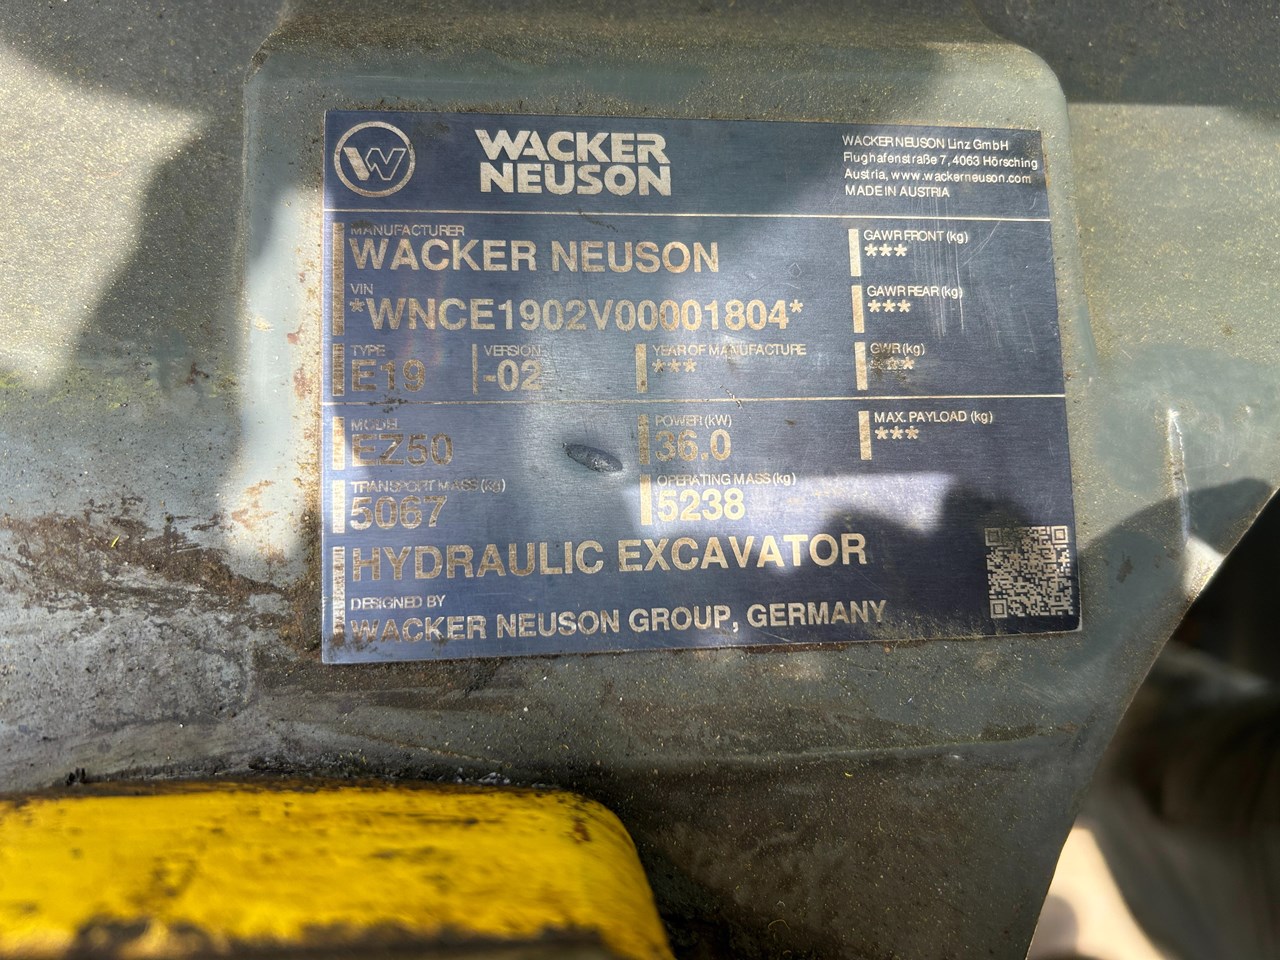 W
WACKER
NEUSON
WACKER NEUSON Linz GmbH
Flughafenstraße 7, 4063 Hörsching
Austria, www.wackerneuson.com
MADE IN AUSTRIA
MANUFACTURER
WACKER NEUSON
GAWR FRONT (kg)
***
VIN
*WNCE1902V00001804*
GAWR REAR (kg)
***
TYPE
E19
VERSION
-02
YEAR OF MANUFACTURE
***
GWR (kg)
***
MODEL
EZ50
POWER (kW)
36.0
MAX. PAYLOAD (kg)
***
TRANSPORT MASS (kg)
5067
OPERATING MASS (kg)
5238
HYDRAULIC EXCAVATOR
DESIGNED BY
WACKER NEUSON GROUP, GERMANY